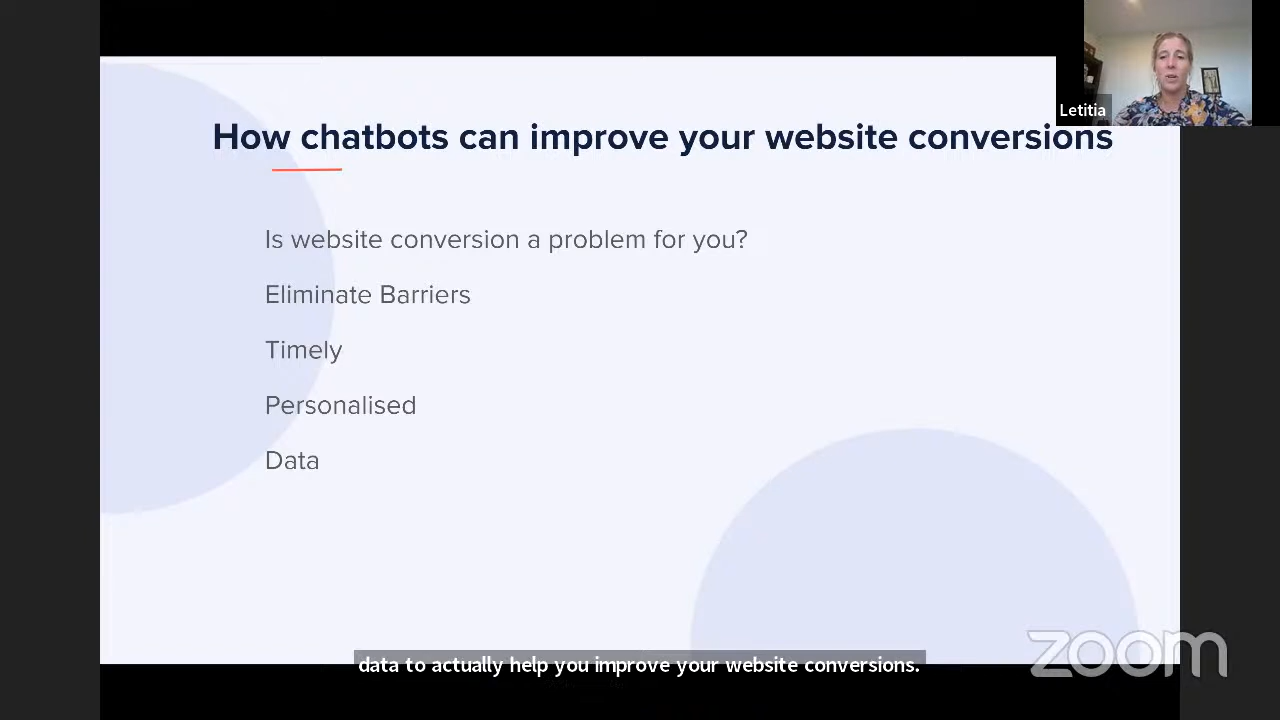 Letitia
How chatbots can improve your website conversions
Is website conversion a problem for you?
Eliminate Barriers
Timely
Personalised
Data
data to actually help you improve your website conversions.
zoom